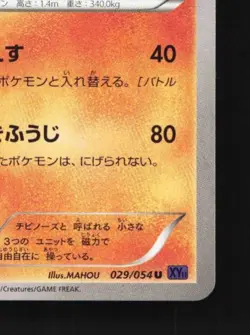 ン 高さ：1.4m 重さ：340.0kg
す 40
ポケモンと入れ替える。[バトル
ふうじ 80
たポケモンは、にげられない。
チビノーズと 呼ばれる 小さな
3つの ユニットを 磁力で
自由自在に 操っている。
Illus.MAHOU 029/054 U XY
/Creatures/GAME FREAK.